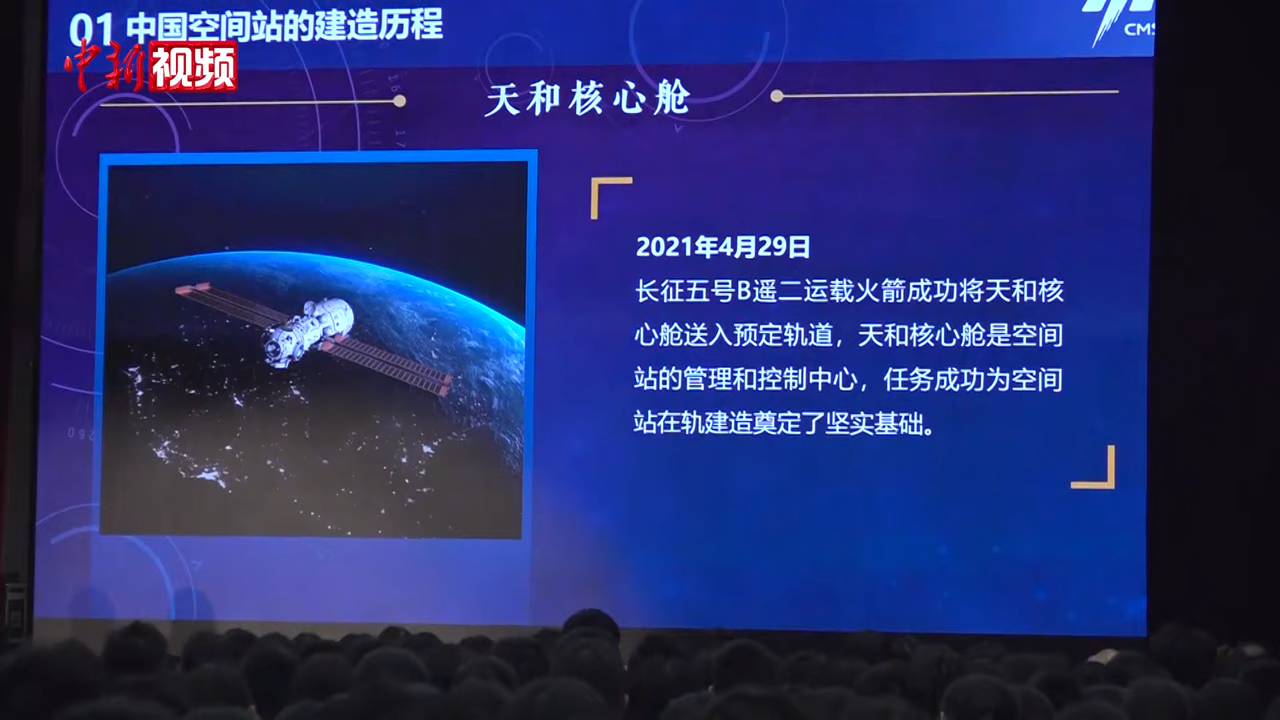 01 中国空间站的建造历程
CMS
中新视频
天和核心舱
2021年4月29日
长征五号B遥二运载火箭成功将天和核
心舱送入预定轨道，天和核心舱是空间
站的管理和控制中心，任务成功为空间
站在轨建造奠定了坚实基础。